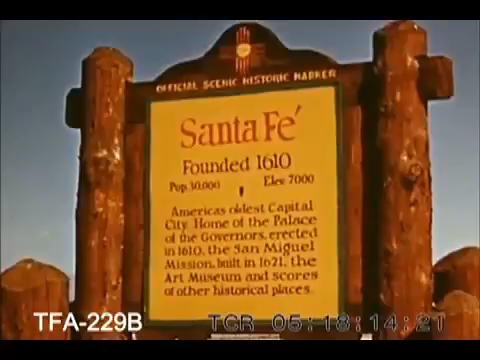 OFFICIAL SCENIC HISTORIC MARKER
Santa Fe´
Founded 1610
Pop. 30,000 Elev. 7000
Americas oldest Capital
City. Home of the Palace
of the Governors, erected
in 1610, the San Miguel
Mission, built in 1621, the
Art Museum and scores
of other historical places.
TFA-229B TCR 05:18:14:21